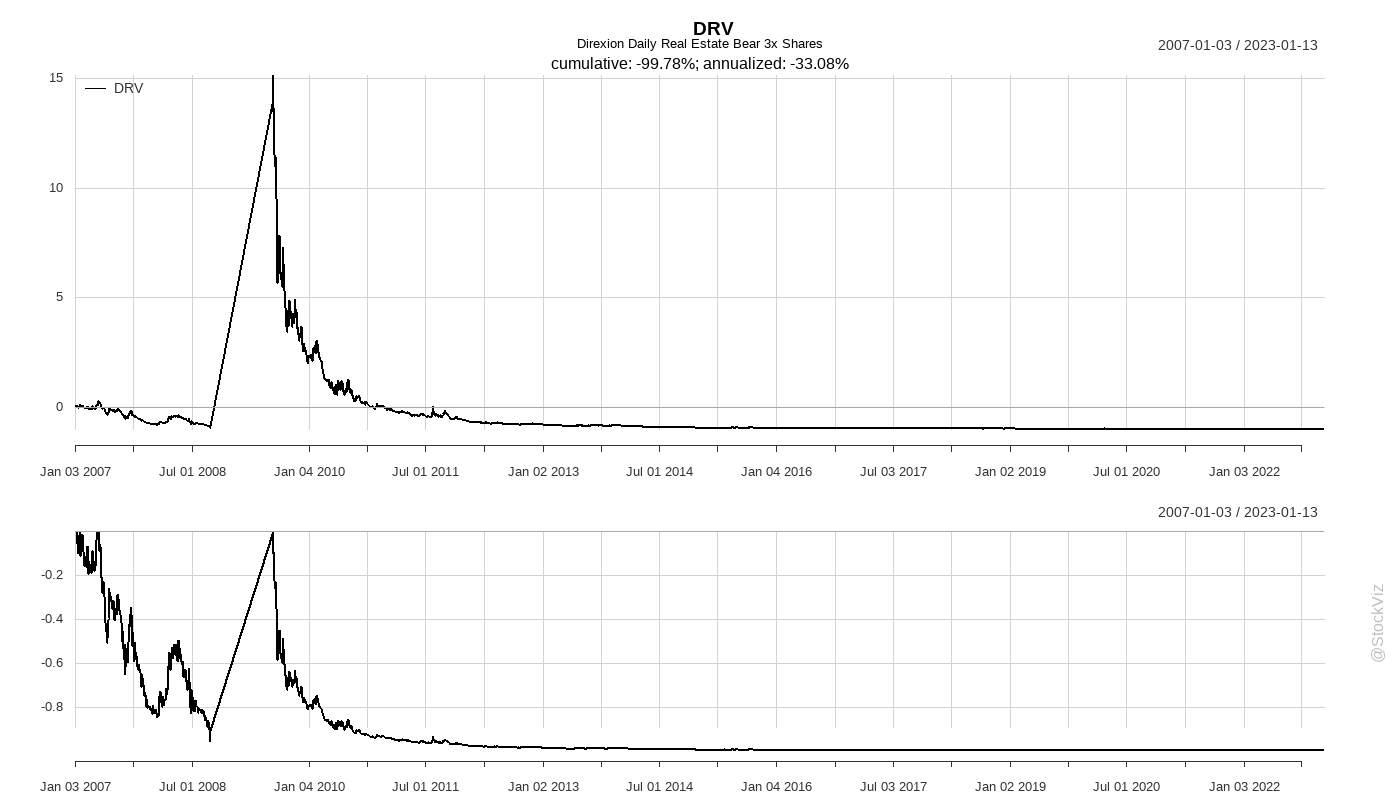 DRV
Direxion Daily Real Estate Bear 3x Shares
cumulative: -99.78%; annualized: -33.08%
2007-01-03 / 2023-01-13
DRV
15
10
5
0
Jan 03 2007 Jul 01 2008 Jan 04 2010 Jul 01 2011 Jan 02 2013 Jul 01 2014 Jan 04 2016 Jul 03 2017 Jan 02 2019 Jul 01 2020 Jan 03 2022
2007-01-03 / 2023-01-13
-0.2
-0.4
-0.6
-0.8
Jan 03 2007 Jul 01 2008 Jan 04 2010 Jul 01 2011 Jan 02 2013 Jul 01 2014 Jan 04 2016 Jul 03 2017 Jan 02 2019 Jul 01 2020 Jan 03 2022
@StockViz